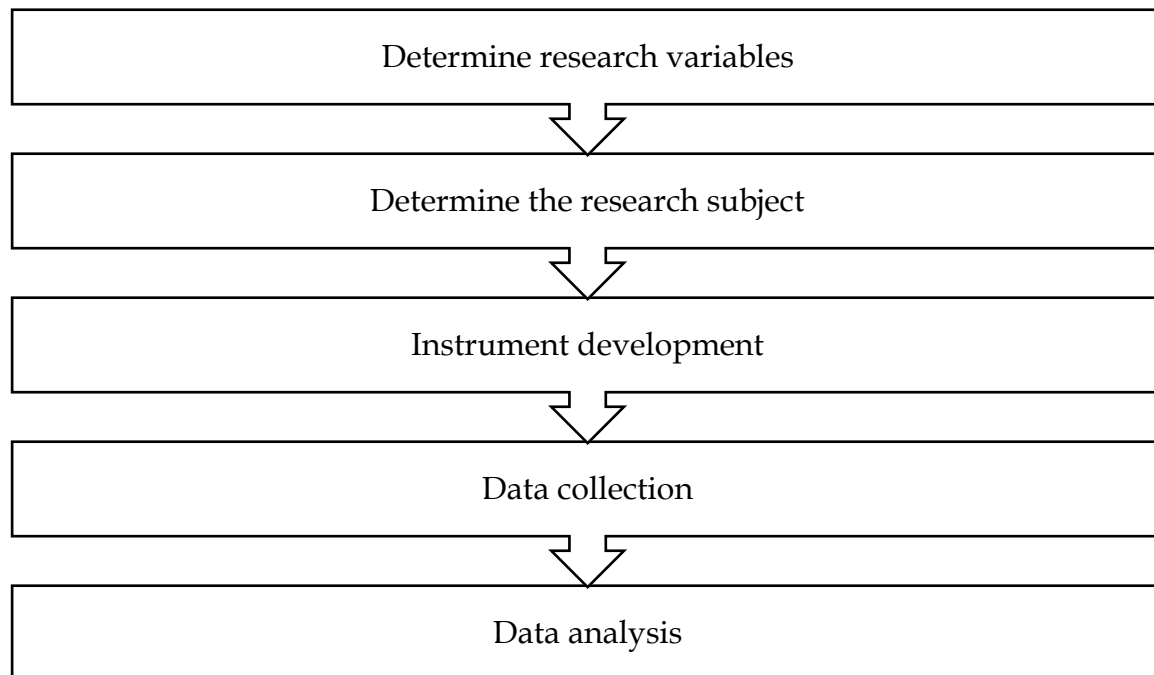 Determine research variables
Determine the research subject
Instrument development
Data collection
Data analysis